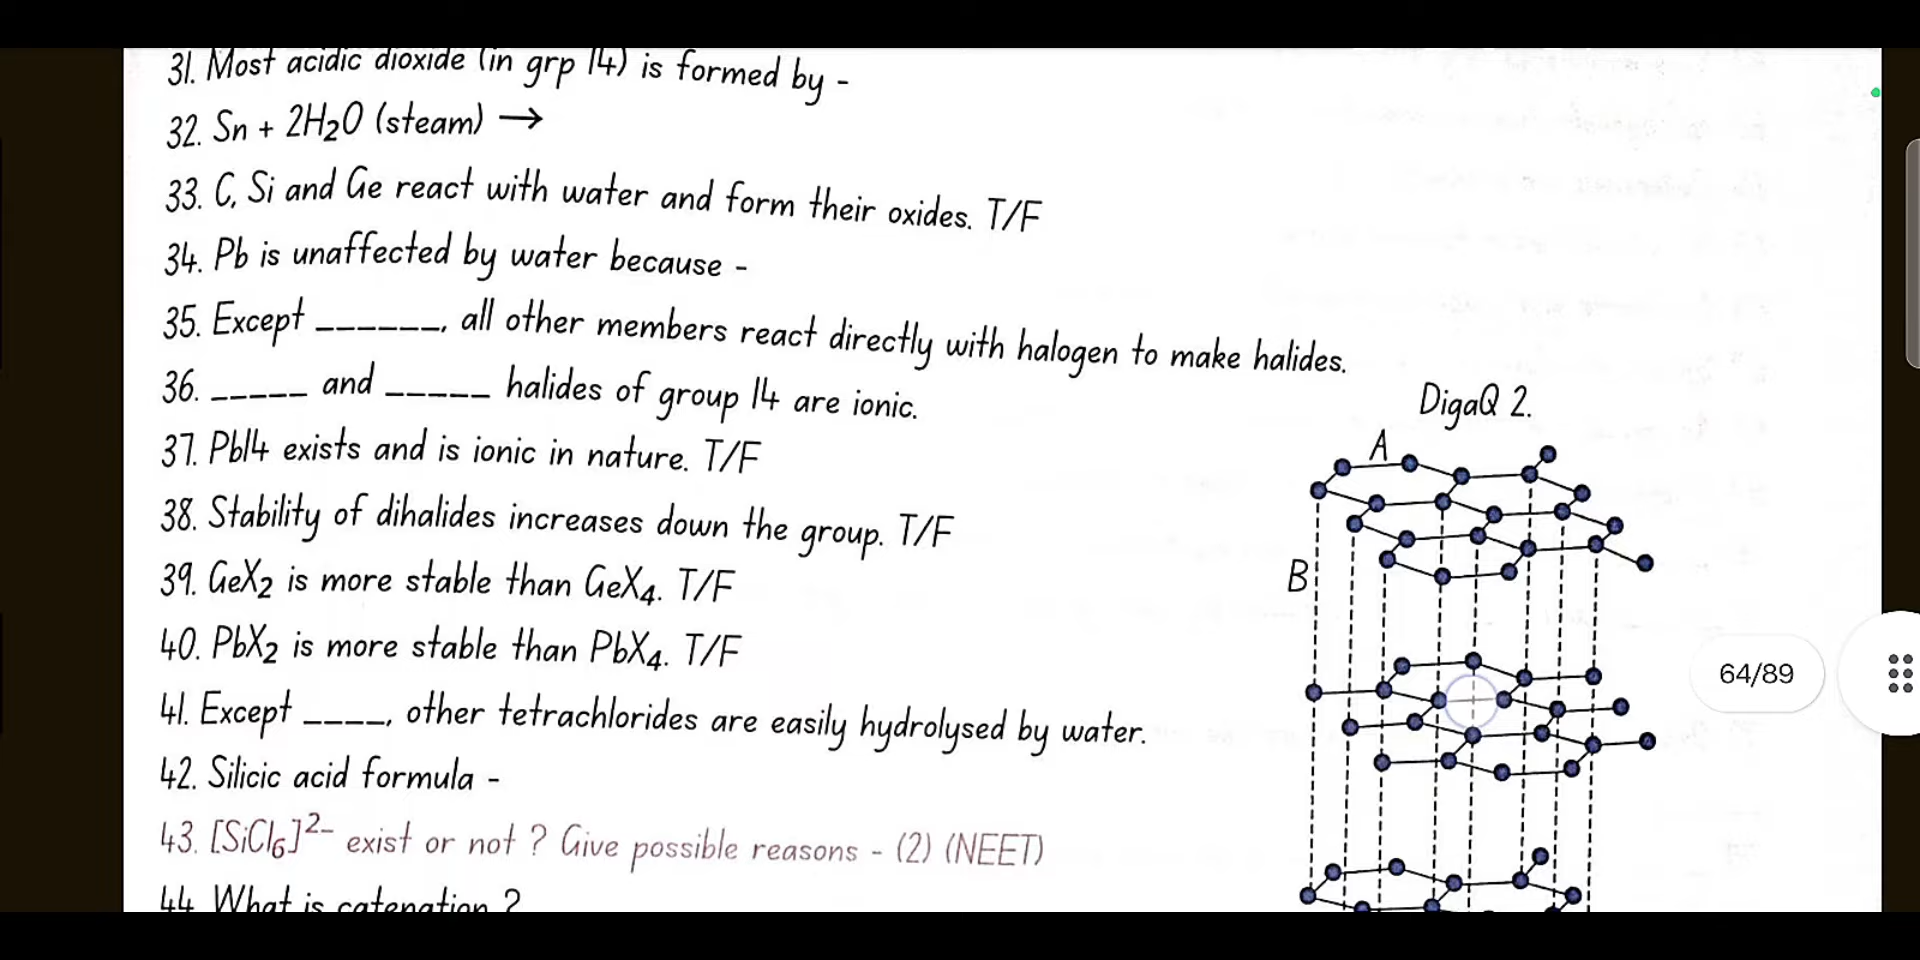 31. Most acidic dioxide (in grp 14) is formed by -
32. Sn + 2H₂O (steam) →
33. C, Si and Ge react with water and form their oxides. T/F
34. Pb is unaffected by water because -
35. Except ______, all other members react directly with halogen to make halides.
36. _____ and _____ halides of group 14 are ionic.
DigaQ 2.
A
37. PbI4 exists and is ionic in nature. T/F
38. Stability of dihalides increases down the group. T/F
B
39. GeX₂ is more stable than GeX₄. T/F
40. PbX₂ is more stable than PbX₄. T/F
64/89
41. Except ____, other tetrachlorides are easily hydrolysed by water.
42. Silicic acid formula -
43. [SiCl₆]²⁻ exist or not ? Give possible reasons - (2) (NEET)
44. What is catenation ?